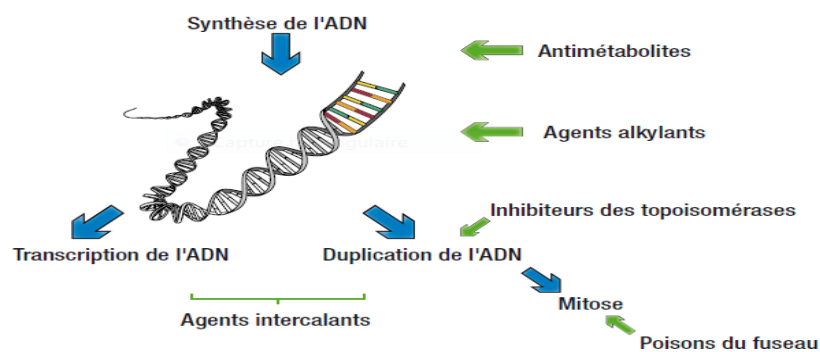 Synthèse de l'ADN
Antimétabolites
Agents alkylants
Inhibiteurs des topoisomérases
Transcription de l'ADN
Duplication de l'ADN
Mitose
Agents intercalants
Poisons du fuseau